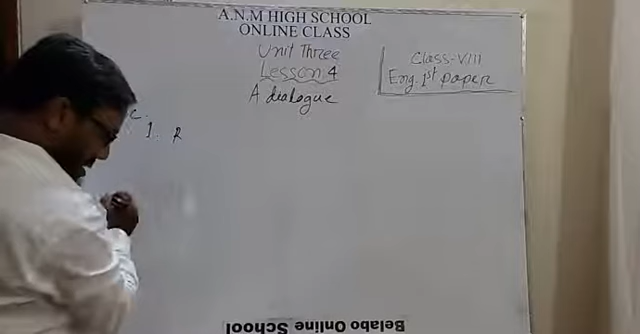 A.N.M HIGH SCHOOL
ONLINE CLASS
Unit Three
Lesson 4
A dialogue
Class-VIII
Eng. 1st paper
C.
1. R
Belabo Online School